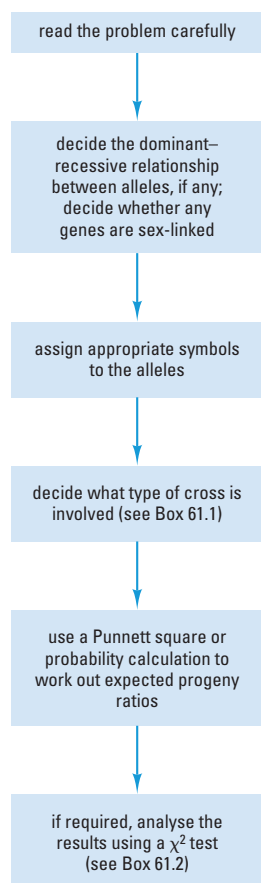 read the problem carefully
decide the dominant–
recessive relationship
between alleles, if any;
decide whether any
genes are sex-linked
assign appropriate symbols
to the alleles
decide what type of cross is
involved (see Box 61.1)
use a Punnett square or
probability calculation to
work out expected progeny
ratios
if required, analyse the
results using a χ² test
(see Box 61.2)